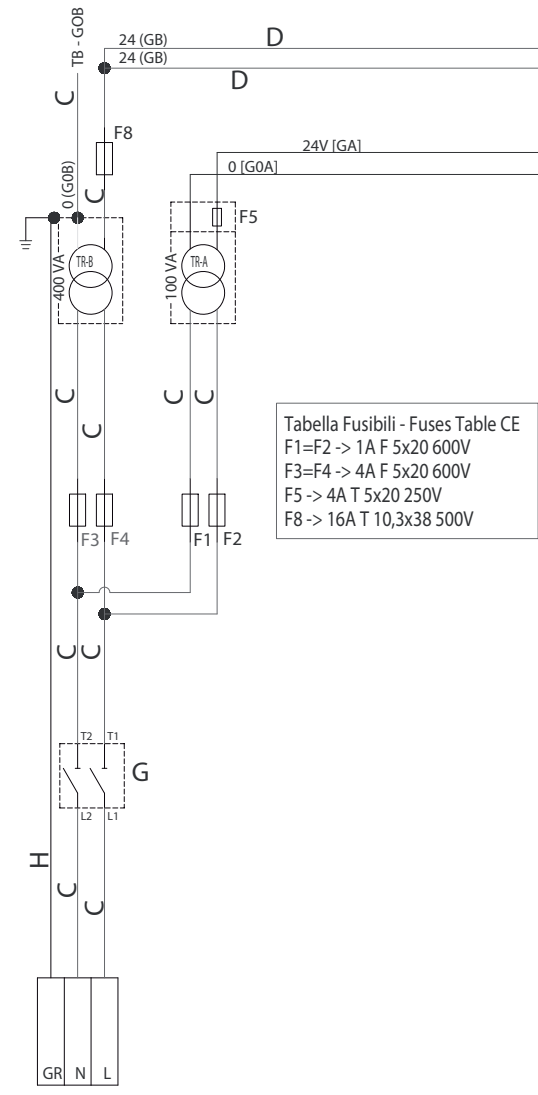 TB - GOB
24 (GB)
D
24 (GB)
D
C
F8
24V [GA]
0 [G0A]
0 (G0B)
C
F5
400 VA
TR-B
100 VA
TR-A
C
C
C
C
Tabella Fusibili - Fuses Table CE
F1=F2 -> 1A F 5x20 600V
F3=F4 -> 4A F 5x20 600V
F5 -> 4A T 5x20 250V
F8 -> 16A T 10,3x38 500V
F3
F4
F1
F2
C
C
T2
T1
G
L2
L1
H
C
C
GR
N
L